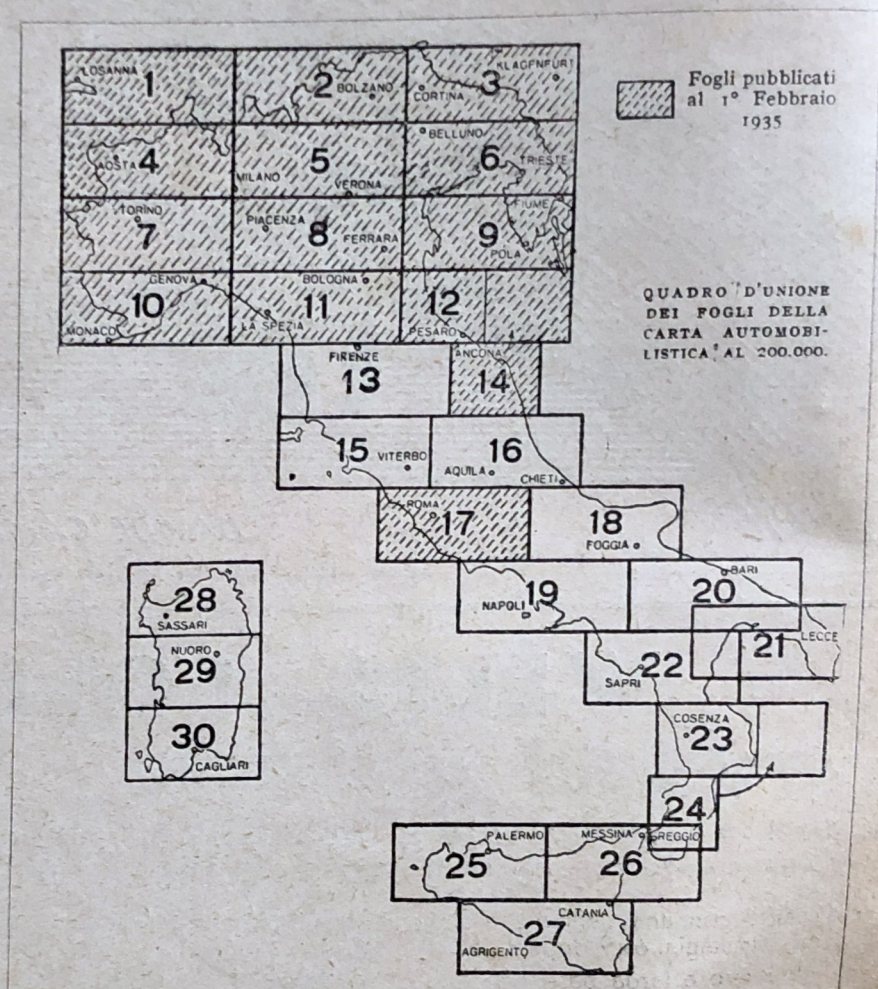 LOSANNA
1
2
BOLZANO
3
KLAGENFURT
CORTINA
Fogli pubblicati
al 1° Febbraio
1935
AOSTA
4
MILANO
5
VERONA
BELLUNO
6
TRIESTE
TORINO
7
PIACENZA
8
FERRARA
FIUME
9
POLA
GENOVA
10
MONACO
BOLOGNA
11
LA SPEZIA
12
PESARO
QUADRO D'UNIONE
DEI FOGLI DELLA
CARTA AUTOMOBI-
LISTICA AL 200.000.
FIRENZE
13
ANCONA
14
15
VITERBO
16
AQUILA
CHIETI
ROMA
17
18
FOGGIA
19
NAPOLI
BARI
20
21
LECCE
22
SAPRI
COSENZA
23
24
REGGIO
PALERMO
25
MESSINA
26
CATANIA
27
AGRIGENTO
28
SASSARI
NUORO
29
30
CAGLIARI